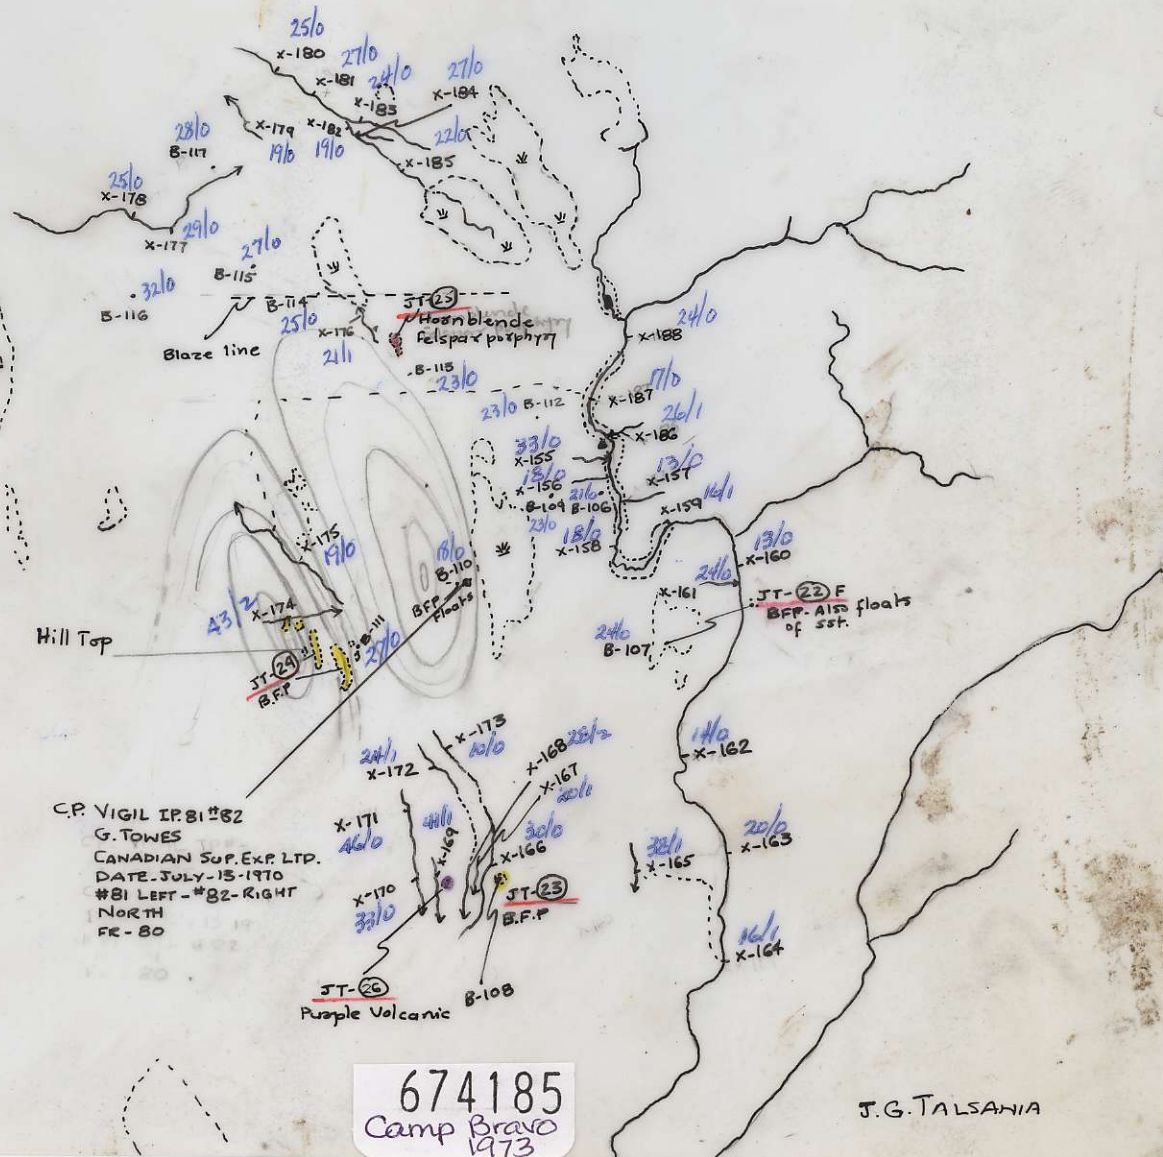 25/0
X-180
27/0
X-181
24/0
X-183
27/0
X-184
X-179
19/0
X-182
19/0
22/0
X-185
28/0
B-117
25/0
X-178
X-177
29/0
27/0
B-115
32/0
B-116
B-114
25/0
Blaze line
X-176
21/1
JT-25
Hornblende
Felspar porphyry
B-113
23/0
24/0
X-188
17/0
X-187
26/1
X-186
23/0 B-112
33/0
X-155
18/0
X-156
B-109
23/0
21/0
B-106
13/0
X-157
X-159 16/1
18/0
X-158
13/0
X-160
24/0
X-161
JT-22 F
BFP-Also floats
of sst.
24/0
B-107
X-175
19/0
18/0
B-110
BFP
Floats
43/2
X-174
Hill Top
B-111
27/0
JT-24
B.F.P
X-173
10/0
24/1
X-172
X-168 28/2
X-167
20/1
14/0
X-162
X-171
46/0
41/1
X-169
30/0
X-166
X-170
33/0
JT-23
B.F.P
32/1
X-165
20/0
X-163
16/1
X-164
C.P. VIGIL I.P.81 #82
G. TOWES
CANADIAN SUP. EXP. LTD.
DATE-JULY-13-1970
#81 LEFT-#82-RIGHT
NORTH
FR-80
JT-26
Purple Volcanic
B-108
674185
Camp Bravo
1973
J.G. TALSANIA